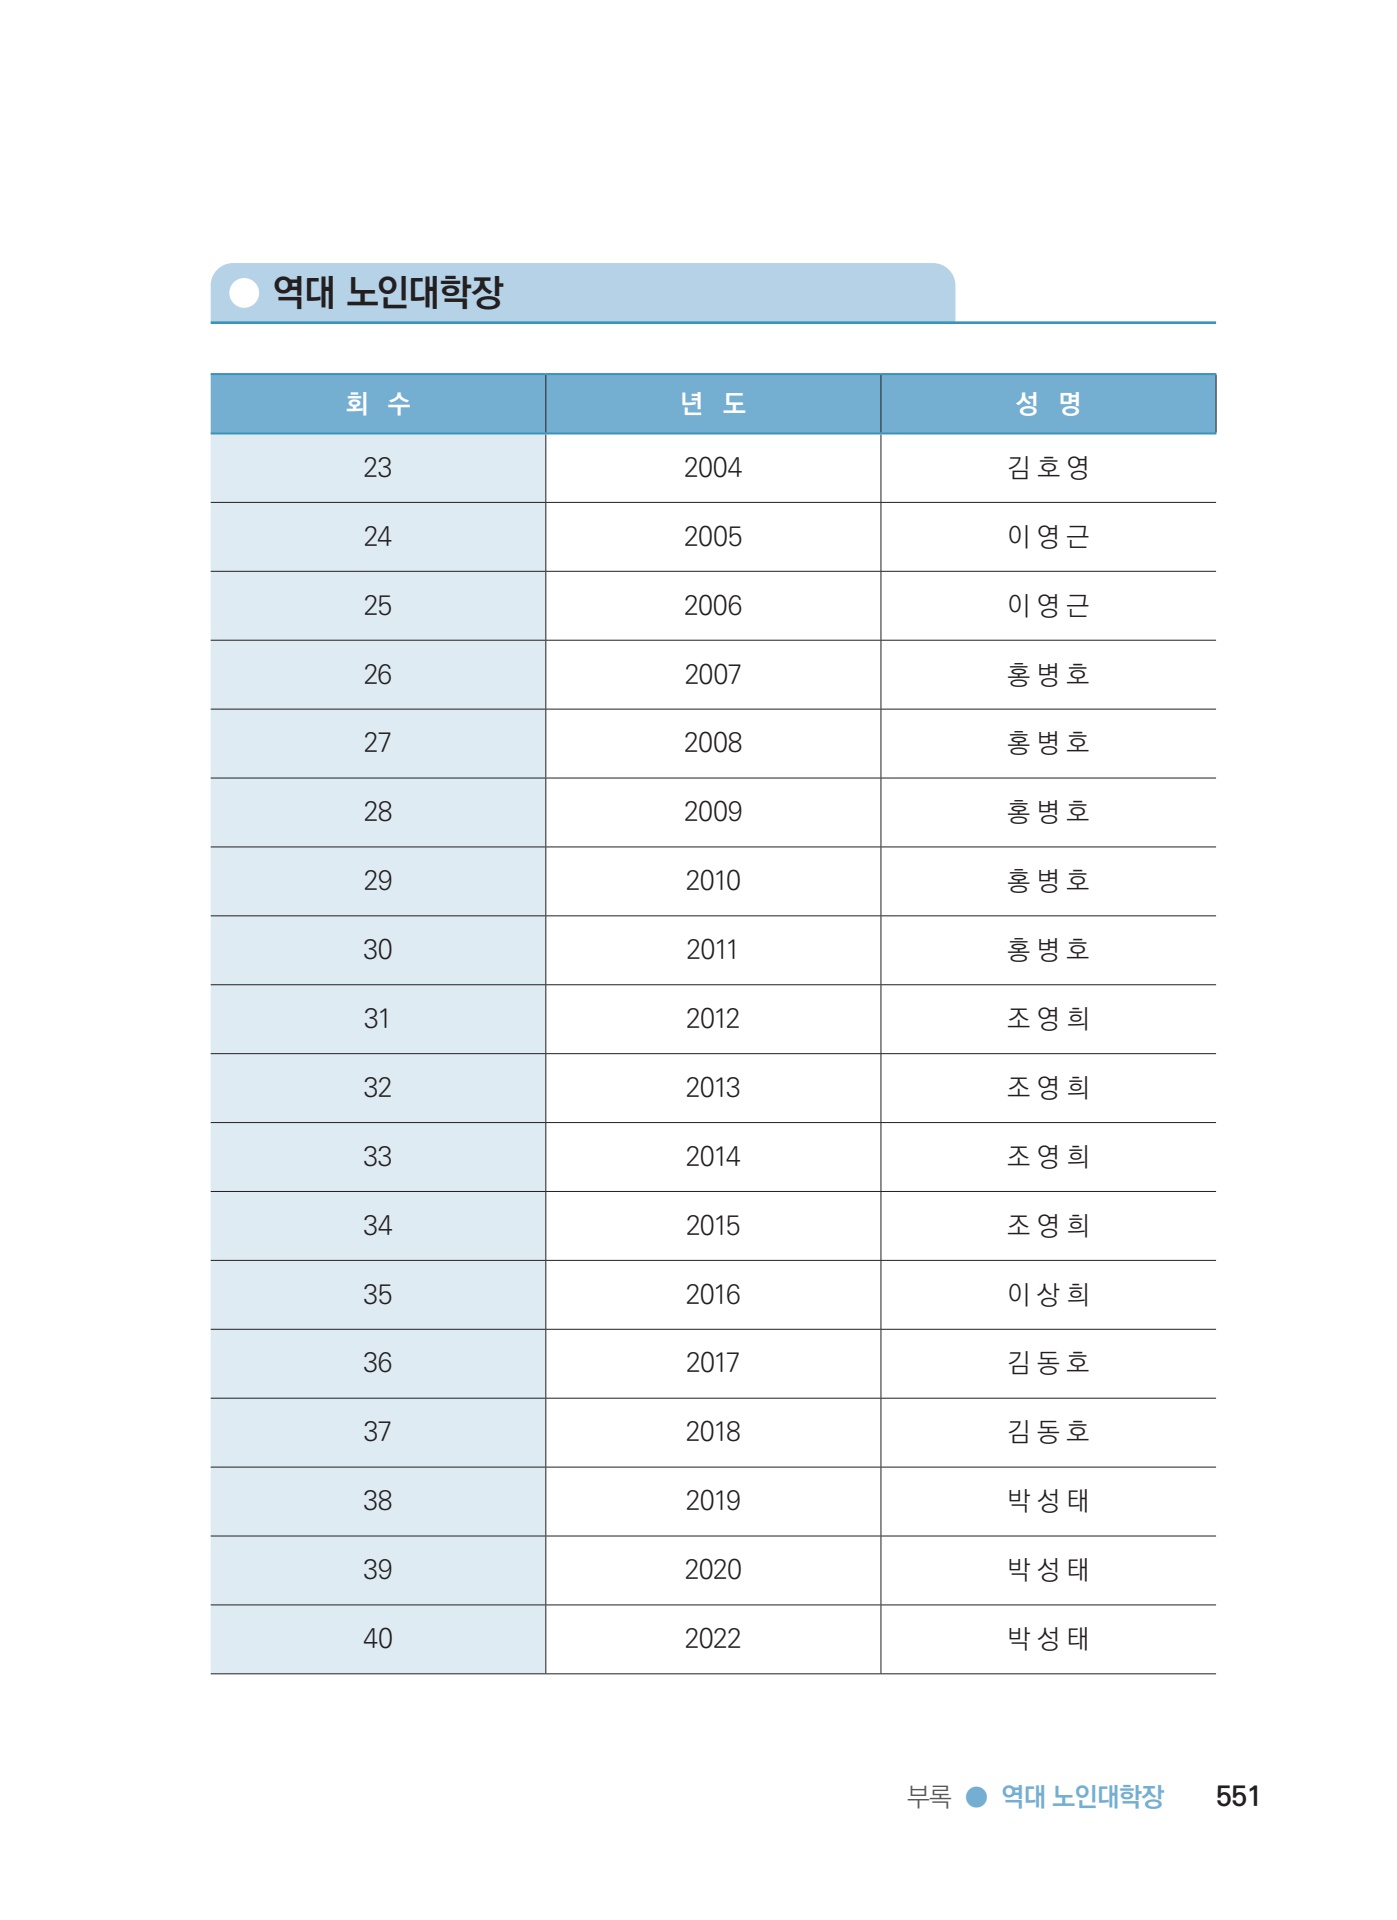 역대 노인대학장
회 수 년 도 성 명
23 2004 김 호 영
24 2005 이 영 근
25 2006 이 영 근
26 2007 홍 병 호
27 2008 홍 병 호
28 2009 홍 병 호
29 2010 홍 병 호
30 2011 홍 병 호
31 2012 조 영 희
32 2013 조 영 희
33 2014 조 영 희
34 2015 조 영 희
35 2016 이 상 희
36 2017 김 동 호
37 2018 김 동 호
38 2019 박 성 태
39 2020 박 성 태
40 2022 박 성 태
부록 ● 역대 노인대학장 551